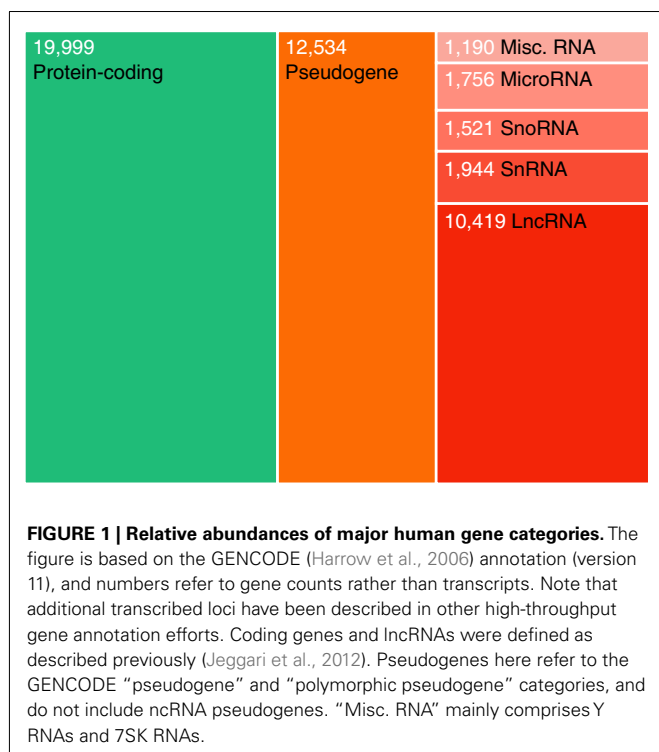 19,999
Protein-coding
12,534
Pseudogene
1,190 Misc. RNA
1,756 MicroRNA
1,521 SnoRNA
1,944 SnRNA
10,419 LncRNA
FIGURE 1 | Relative abundances of major human gene categories. The
figure is based on the GENCODE (Harrow et al., 2006) annotation (version
11), and numbers refer to gene counts rather than transcripts. Note that
additional transcribed loci have been described in other high-throughput
gene annotation efforts. Coding genes and lncRNAs were defined as
described previously (Jeggari et al., 2012). Pseudogenes here refer to the
GENCODE “pseudogene” and “polymorphic pseudogene” categories, and
do not include ncRNA pseudogenes. “Misc. RNA” mainly comprises Y
RNAs and 7SK RNAs.